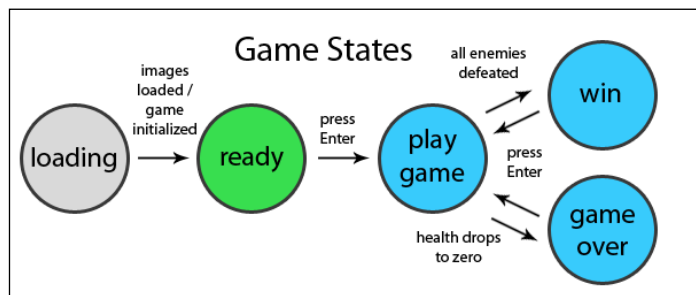 Game States
images
loaded /
game
initialized
loading
ready
press
Enter
play
game
all enemies
defeated
win
press
Enter
health drops
to zero
game
over